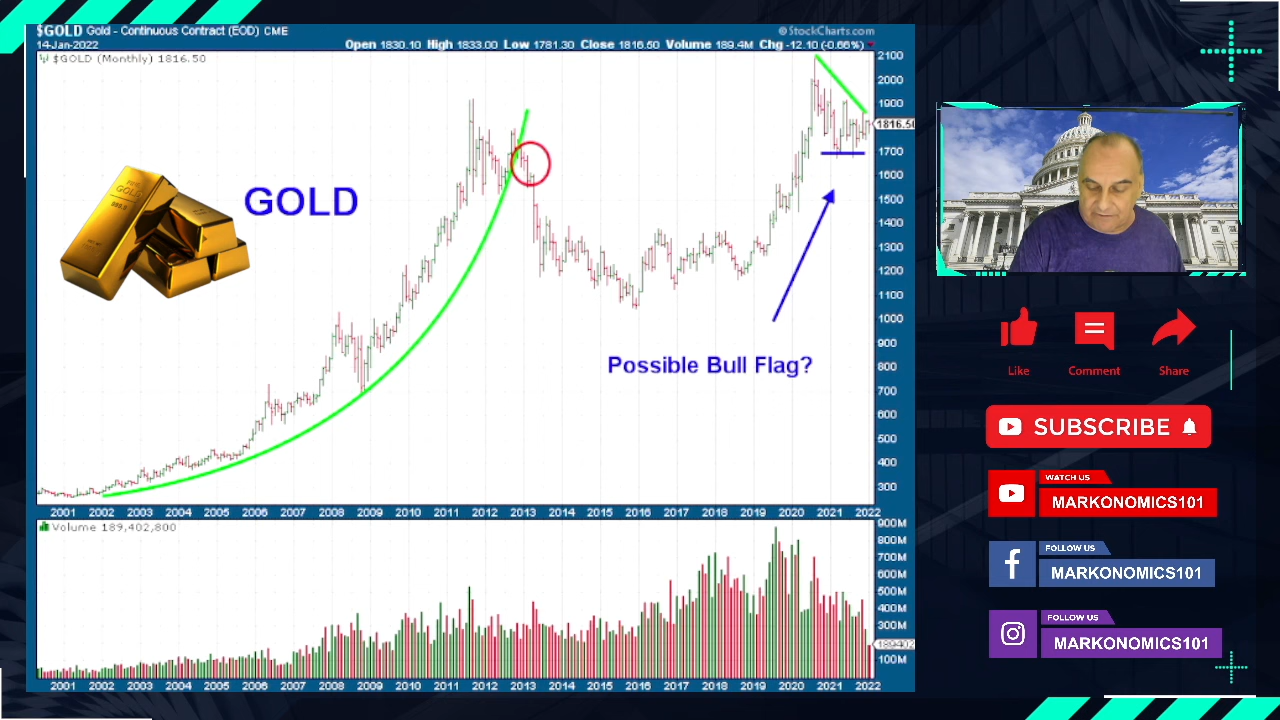 $GOLD Gold - Continuous Contract (EOD) CME
© StockCharts.com
14-Jan-2022
Open 1830.10 High 1833.00 Low 1781.30 Close 1816.50 Volume 189.4M Chg -12.10 (-0.66%)
$GOLD (Monthly) 1816.50
2100
2000
1900
1816.50
1700
1600
1500
1400
1300
1200
1100
1000
900
800
700
600
500
400
300
GOLD
Possible Bull Flag?
2001 2002 2003 2004 2005 2006 2007 2008 2009 2010 2011 2012 2013 2014 2015 2016 2017 2018 2019 2020 2021 2022
Volume 189,402,800
900M
800M
700M
600M
500M
400M
300M
189402
100M
2001 2002 2003 2004 2005 2006 2007 2008 2009 2010 2011 2012 2013 2014 2015 2016 2017 2018 2019 2020 2021 2022
Like Comment Share
SUBSCRIBE
WATCH US
MARKONOMICS101
FOLLOW US
MARKONOMICS101
FOLLOW US
MARKONOMICS101